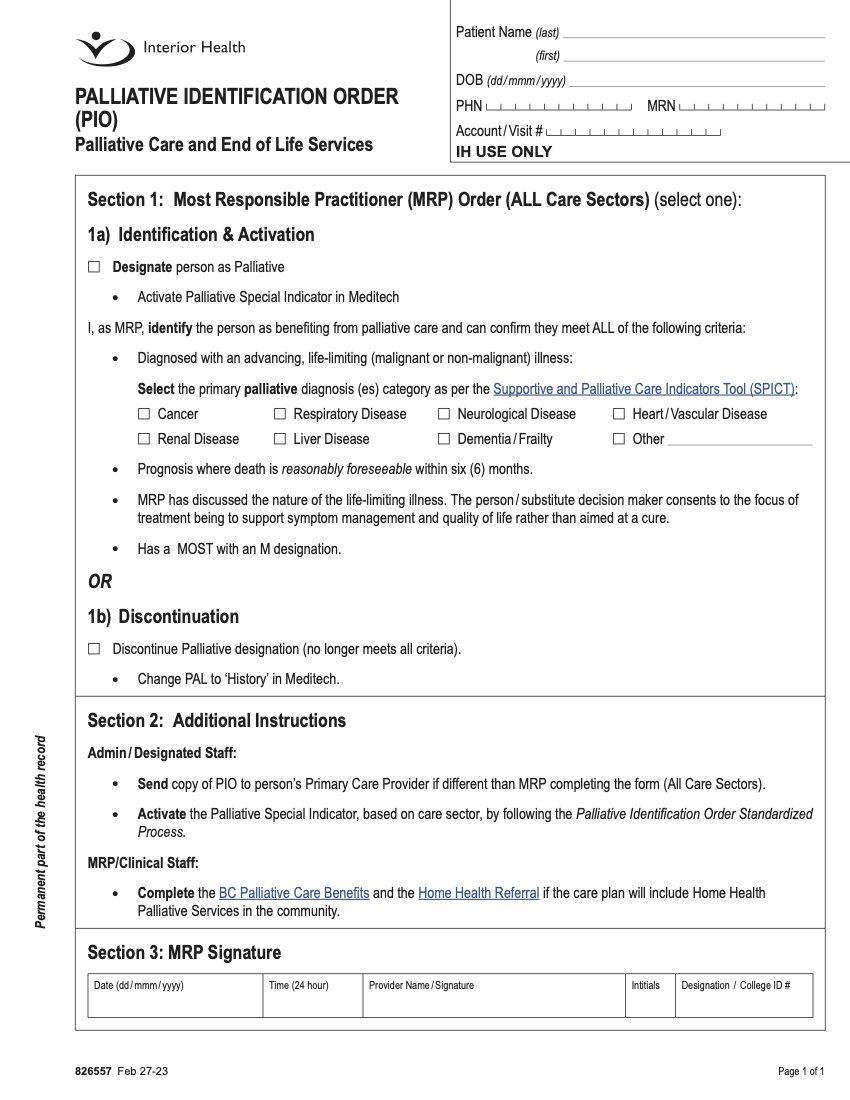 Interior Health
PALLIATIVE IDENTIFICATION ORDER
(PIO)
Palliative Care and End of Life Services
Patient Name (last)
(first)
DOB (dd/mmm/yyyy)
PHN MRN
Account/Visit #
IH USE ONLY
Section 1: Most Responsible Practitioner (MRP) Order (ALL Care Sectors) (select one):
1a) Identification & Activation
☐ Designate person as Palliative
• Activate Palliative Special Indicator in Meditech
I, as MRP, identify the person as benefiting from palliative care and can confirm they meet ALL of the following criteria:
• Diagnosed with an advancing, life-limiting (malignant or non-malignant) illness:
Select the primary palliative diagnosis (es) category as per the Supportive and Palliative Care Indicators Tool (SPICT):
☐ Cancer ☐ Respiratory Disease ☐ Neurological Disease ☐ Heart/Vascular Disease
☐ Renal Disease ☐ Liver Disease ☐ Dementia/Frailty ☐ Other
• Prognosis where death is reasonably foreseeable within six (6) months.
• MRP has discussed the nature of the life-limiting illness. The person/substitute decision maker consents to the focus of
treatment being to support symptom management and quality of life rather than aimed at a cure.
• Has a MOST with an M designation.
OR
1b) Discontinuation
☐ Discontinue Palliative designation (no longer meets all criteria).
• Change PAL to ‘History’ in Meditech.
Section 2: Additional Instructions
Admin/Designated Staff:
• Send copy of PIO to person’s Primary Care Provider if different than MRP completing the form (All Care Sectors).
• Activate the Palliative Special Indicator, based on care sector, by following the Palliative Identification Order Standardized
Process.
MRP/Clinical Staff:
• Complete the BC Palliative Care Benefits and the Home Health Referral if the care plan will include Home Health
Palliative Services in the community.
Section 3: MRP Signature
Date (dd/mmm/yyyy) Time (24 hour) Provider Name/Signature Intitials Designation / College ID #
Permanent part of the health record
826557 Feb 27-23 Page 1 of 1